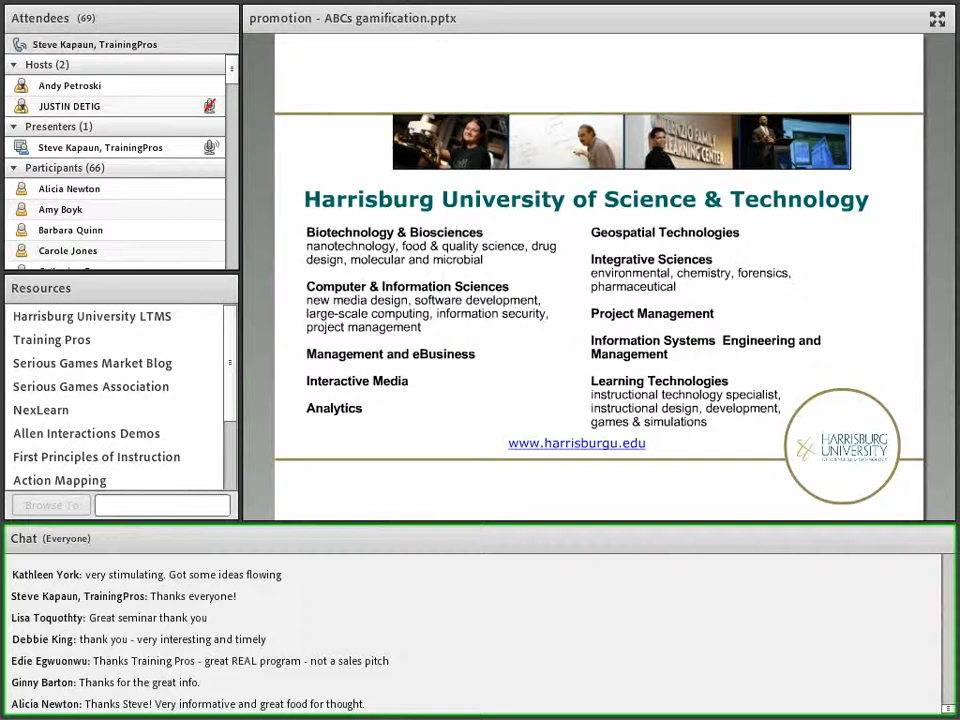 Attendees (69)
Steve Kapaun, TrainingPros
Hosts (2)
Andy Petroski
JUSTIN DETIG
Presenters (1)
Steve Kapaun, TrainingPros
Participants (66)
Alicia Newton
Amy Boyk
Barbara Quinn
Carole Jones
Resources
Harrisburg University LTMS
Training Pros
Serious Games Market Blog
Serious Games Association
NexLearn
Allen Interactions Demos
First Principles of Instruction
Action Mapping
Browse To
promotion - ABCs gamification.pptx
LEARNING CENTER
Harrisburg University of Science & Technology
Biotechnology & Biosciences
nanotechnology, food & quality science, drug
design, molecular and microbial
Computer & Information Sciences
new media design, software development,
large-scale computing, information security,
project management
Management and eBusiness
Interactive Media
Analytics
Geospatial Technologies
Integrative Sciences
environmental, chemistry, forensics,
pharmaceutical
Project Management
Information Systems Engineering and
Management
Learning Technologies
instructional technology specialist,
instructional design, development,
games & simulations
www.harrisburgu.edu
HARRISBURG
UNIVERSITY
Chat (Everyone)
Kathleen York: very stimulating. Got some ideas flowing
Steve Kapaun, TrainingPros: Thanks everyone!
Lisa Toquothty: Great seminar thank you
Debbie King: thank you - very interesting and timely
Edie Egwuonwu: Thanks Training Pros - great REAL program - not a sales pitch
Ginny Barton: Thanks for the great info.
Alicia Newton: Thanks Steve! Very informative and great food for thought.